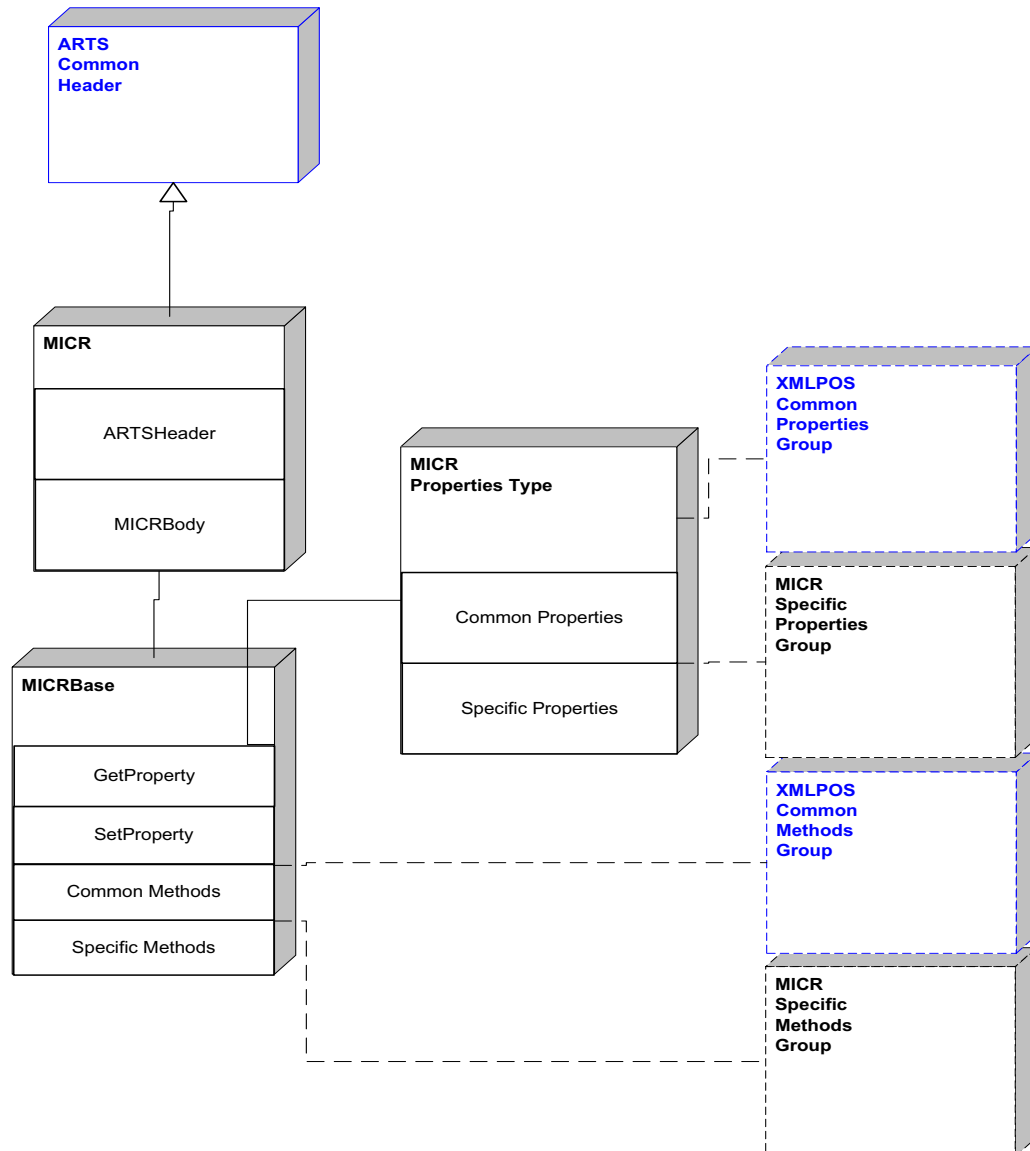 ARTS
Common
Header
MICR
ARTSHeader
MICRBody
MICRBase
GetProperty
SetProperty
Common Methods
Specific Methods
MICR
Properties Type
Common Properties
Specific Properties
XMLPOS
Common
Properties
Group
MICR
Specific
Properties
Group
XMLPOS
Common
Methods
Group
MICR
Specific
Methods
Group